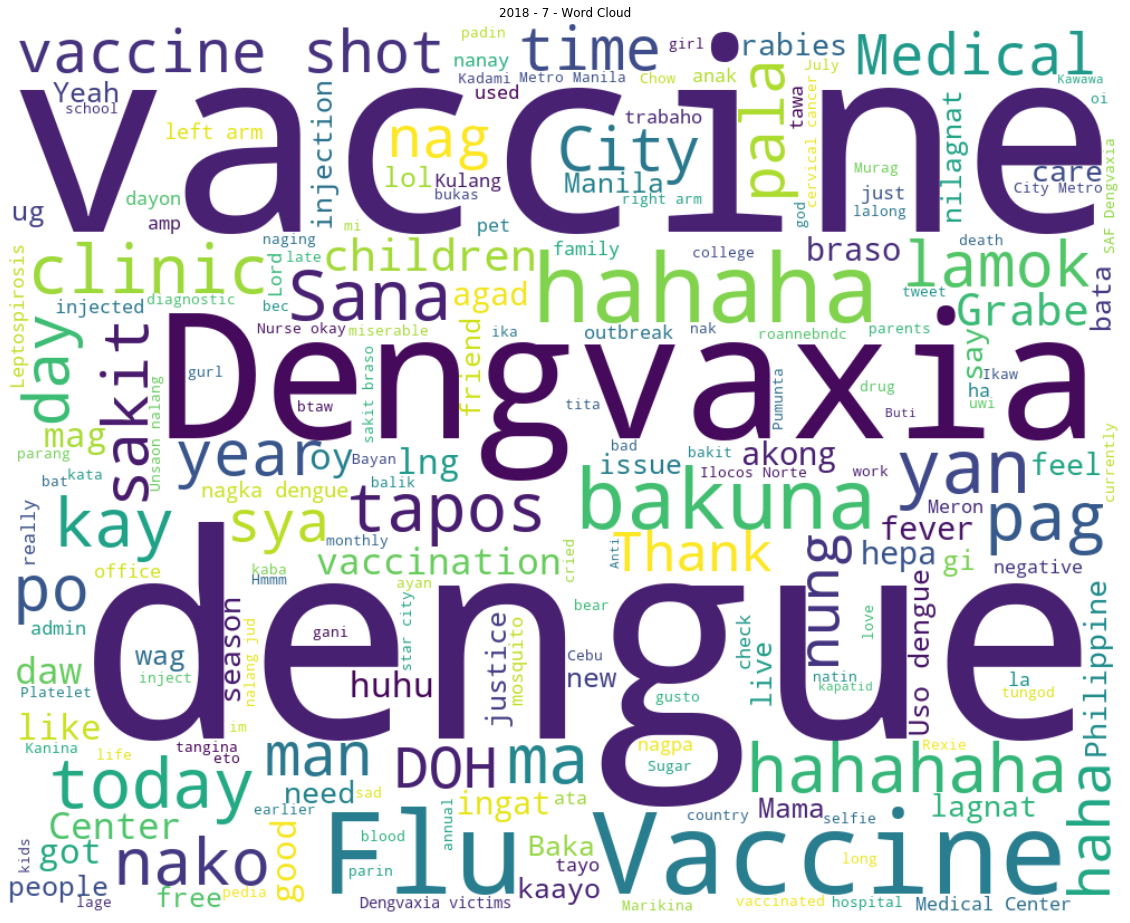 2018 - 7 - Word Cloud
vaccine shot
padin
nanay
time
girl
rabies
Medical
Kadami
Metro Manila
Chow
anak
July
Kawawa
Yeah
school
used
oi
vaccine
left arm
injection
nag
trabaho
City
pala
tawa
cervical cancer
nilagnat
lol
Kulang
Manila
Murag
care
dayon
bukas
right arm
just
City Metro
ug
amp
mi
pet
god
lalong
SAF Dengvaxia
naging
late
children
family
college
braso
death
clinic
Lord
hahaha
lamok
Leptospirosis
injected
diagnostic
bec
Sana
agad
tweet
Grabe
bata
Nurse okay
miserable
ika
outbreak
nak
roannebndc
parents
day
sakit
Dengvaxia
friend
say
gurl
drug
ha
Ikaw
btaw
sakit braso
tita
Pumunta
Buti
uwi
mag
Unsaon nalang
parang
year
oy
Bayan
lng
bad
issue
bakit
akong
yan
feel
bat
kata
balik
Ilocos Norte
work
currently
nagka dengue
bakuna
Meron
really
kay
sya
tapos
fever
pag
monthly
Thank
Anti
nung
hepa
gi
negative
office
kaba
Hmmm
vaccination
cried
ayan
po
dengue
bear
Uso dengue
Philippine
admin
season
gani
star city
justice
mosquito
check
live
love
wag
Cebu
natin
la
daw
Platelet
inject
nalang jud
huhu
new
gusto
kapatid
tungod
like
im
Kanina
life
tangina
eto
man
DOH
ma
nagpa
Sugar
hahahaha
Rexie
today
need
sad
ingat
ata
haha
earlier
Mama
selfie
lagnat
Center
country
got
good
Flu Vaccine
blood
annual
Baka
kids
nako
parin
tayo
long
people
free
pedia
kaayo
lage
Dengvaxia victims
Marikina
vaccinated
hospital
Medical Center